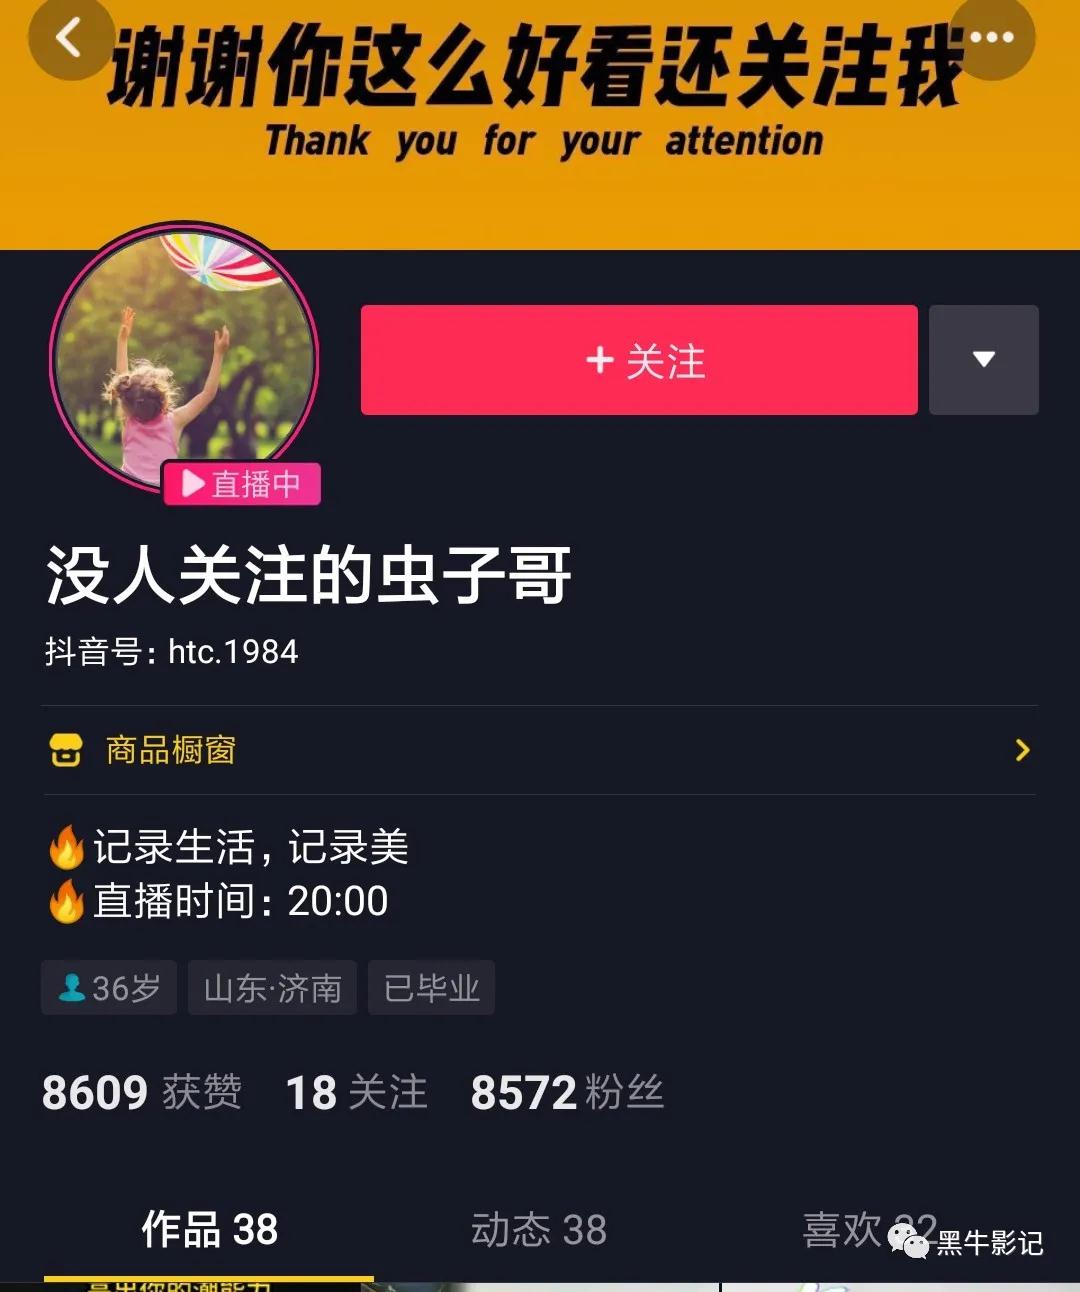 谢谢你这么好看还关注我
Thank you for your attention
+ 关注
直播中
没人关注的虫子哥
抖音号: htc.1984
商品橱窗
🔥记录生活, 记录美
🔥直播时间: 20:00
36岁 山东·济南 已毕业
8609 获赞 18 关注 8572 粉丝
作品 38 动态 38 喜欢
黑牛影记